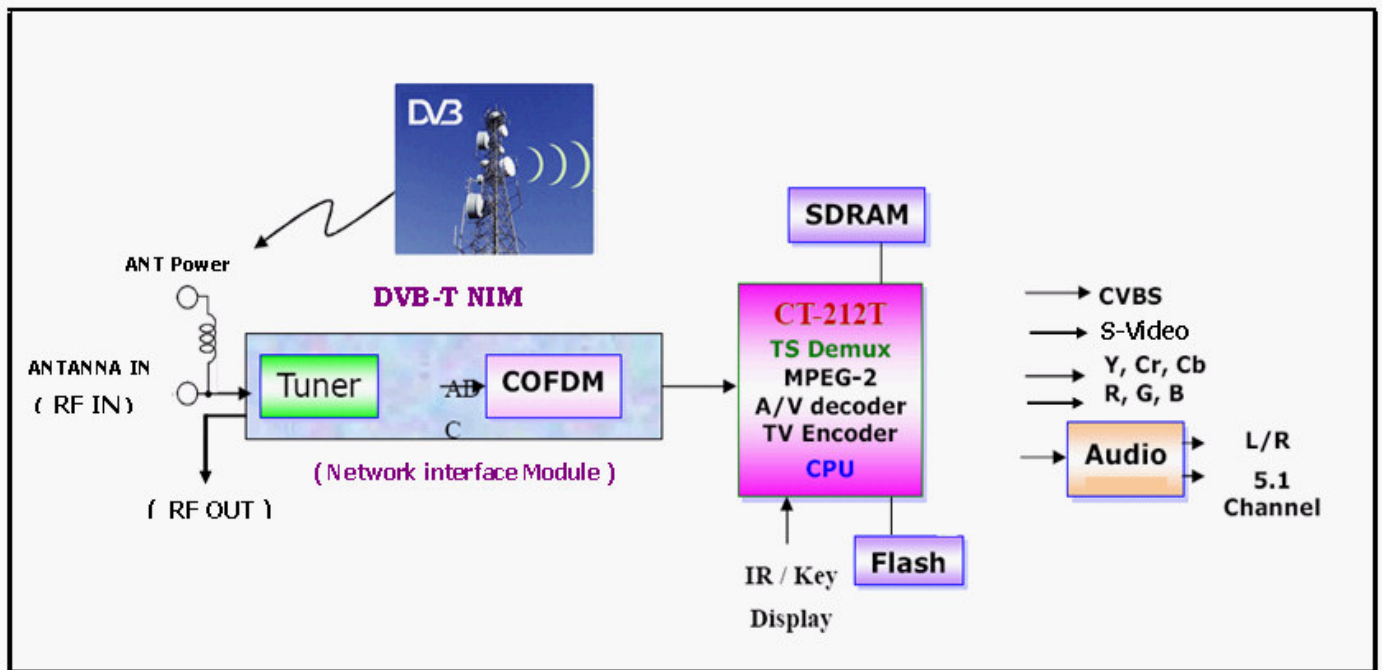 DVB
SDRAM
ANT Power
DVB-T NIM
CT-212T
TS Demux
MPEG-2
A/V decoder
TV Encoder
CPU
CVBS
S-Video
Y, Cr, Cb
R, G, B
ANTANNA IN
( RF IN )
Tuner
AD
C
COFDM
( Network interface Module )
( RF OUT )
Audio
L/R
5.1
Channel
IR / Key
Display
Flash